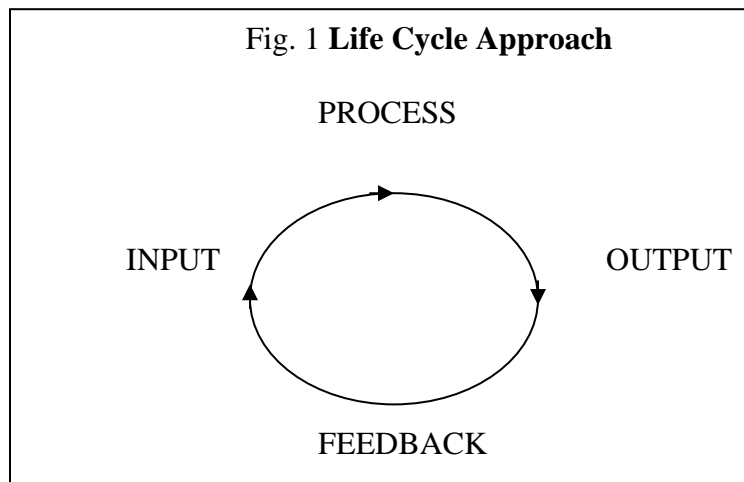 Fig. 1 Life Cycle Approach
PROCESS
INPUT
OUTPUT
FEEDBACK